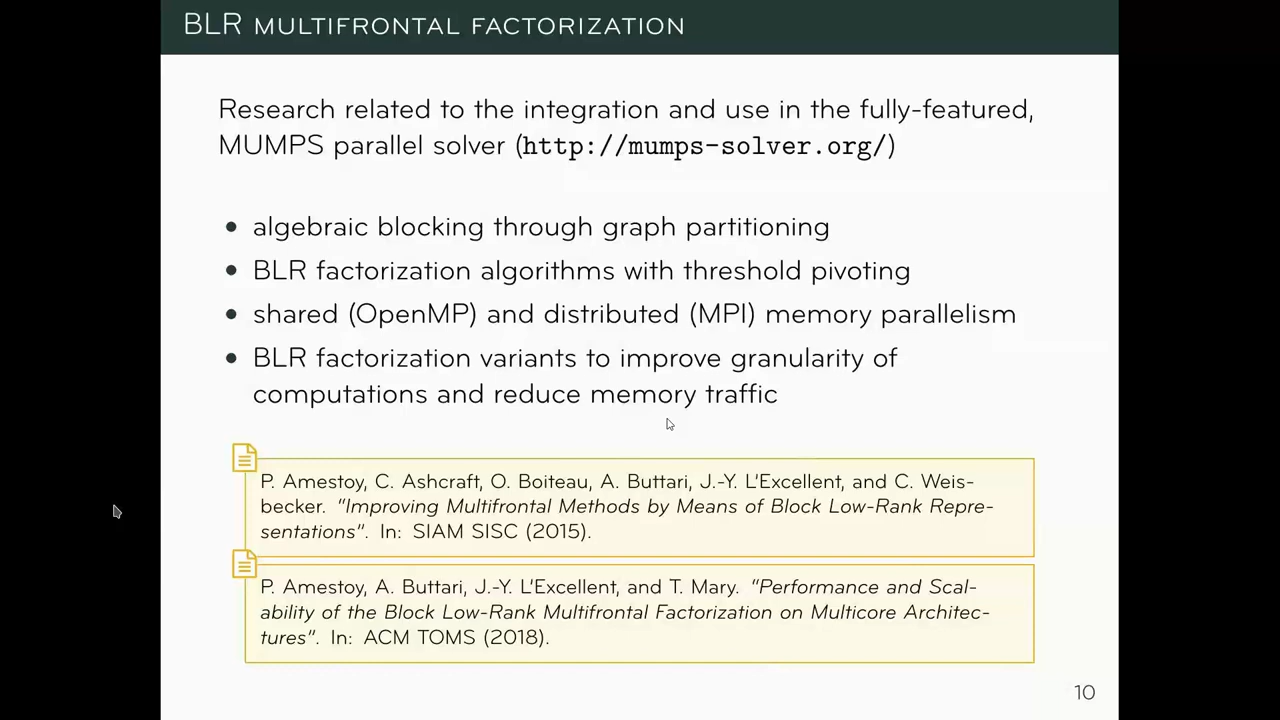 BLR MULTIFRONTAL FACTORIZATION
Research related to the integration and use in the fully-featured,
MUMPS parallel solver (http://mumps-solver.org/)
• algebraic blocking through graph partitioning
• BLR factorization algorithms with threshold pivoting
• shared (OpenMP) and distributed (MPI) memory parallelism
• BLR factorization variants to improve granularity of
computations and reduce memory traffic
P. Amestoy, C. Ashcraft, O. Boiteau, A. Buttari, J.-Y. L'Excellent, and C. Weis-
becker. "Improving Multifrontal Methods by Means of Block Low-Rank Repre-
sentations". In: SIAM SISC (2015).
P. Amestoy, A. Buttari, J.-Y. L'Excellent, and T. Mary. "Performance and Scal-
ability of the Block Low-Rank Multifrontal Factorization on Multicore Architec-
tures". In: ACM TOMS (2018).
10